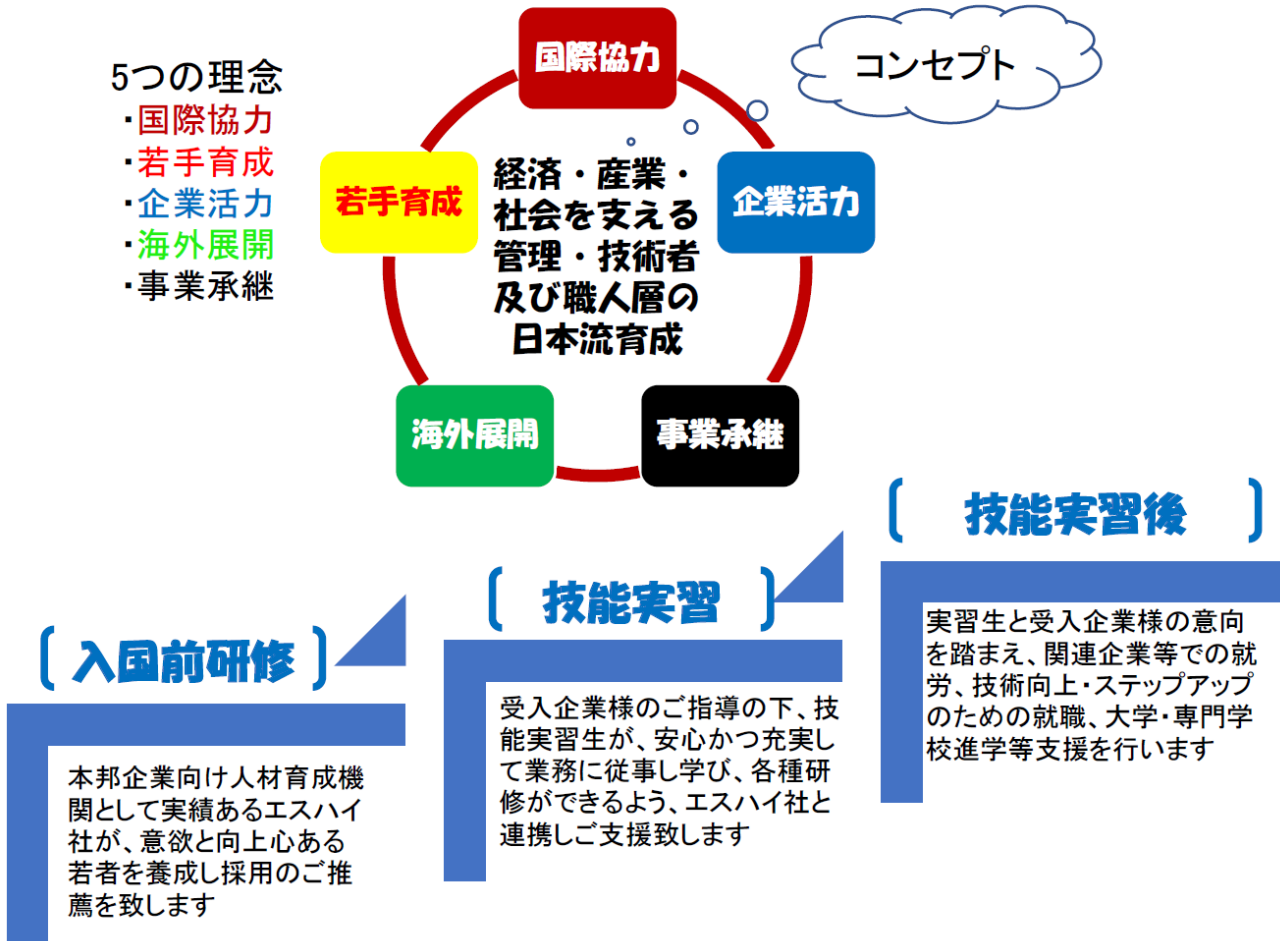 5つの理念
・国際協力
・若手育成
・企業活力
・海外展開
・事業承継
国際協力
コンセプト
若手育成
企業活力
経済・産業・
社会を支える
管理・技術者
及び職人層の
日本流育成
海外展開
事業承継
〔 入国前研修 〕
本邦企業向け人材育成機
関として実績あるエスハイ
社が、意欲と向上心ある
若者を養成し採用のご推
薦を致します
〔 技能実習 〕
受入企業様のご指導の下、技
能実習生が、安心かつ充実し
て業務に従事し学び、各種研
修ができるよう、エスハイ社と
連携しご支援致します
〔 技能実習後 〕
実習生と受入企業様の意向
を踏まえ、関連企業等での就
労、技術向上・ステップアップ
のための就職、大学・専門学
校進学等支援を行います